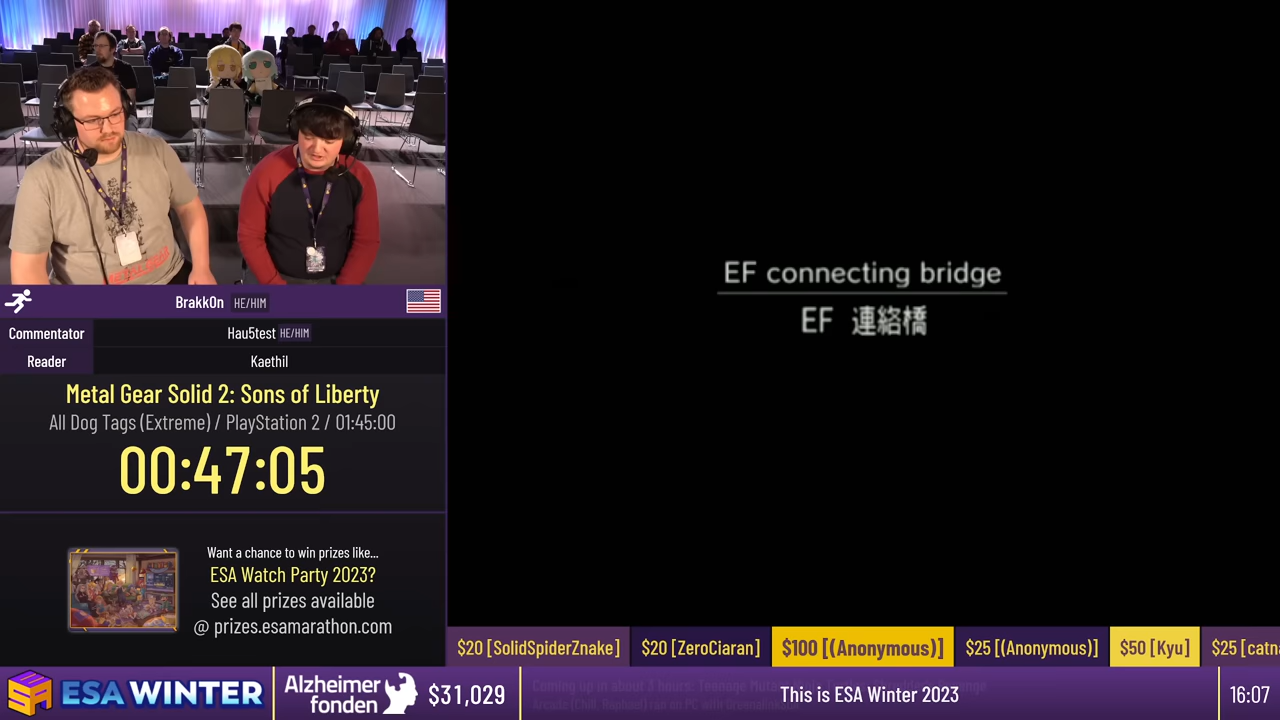 EF connecting bridge
EF 連絡橋
Brakk0n HE/HIM
Commentator Hau5test HE/HIM
Reader Kaethil
Metal Gear Solid 2: Sons of Liberty
All Dog Tags (Extreme) / PlayStation 2 / 01:45:00
00:47:05
Want a chance to win prizes like...
ESA Watch Party 2023?
See all prizes available
@ prizes.esamarathon.com
$20 [SolidSpiderZnake] $20 [ZeroCiaran] $100 [(Anonymous)] $25 [(Anonymous)] $50 [Kyu] $25 [catna
ESA WINTER Alzheimer fonden $31,029 This is ESA Winter 2023 16:07